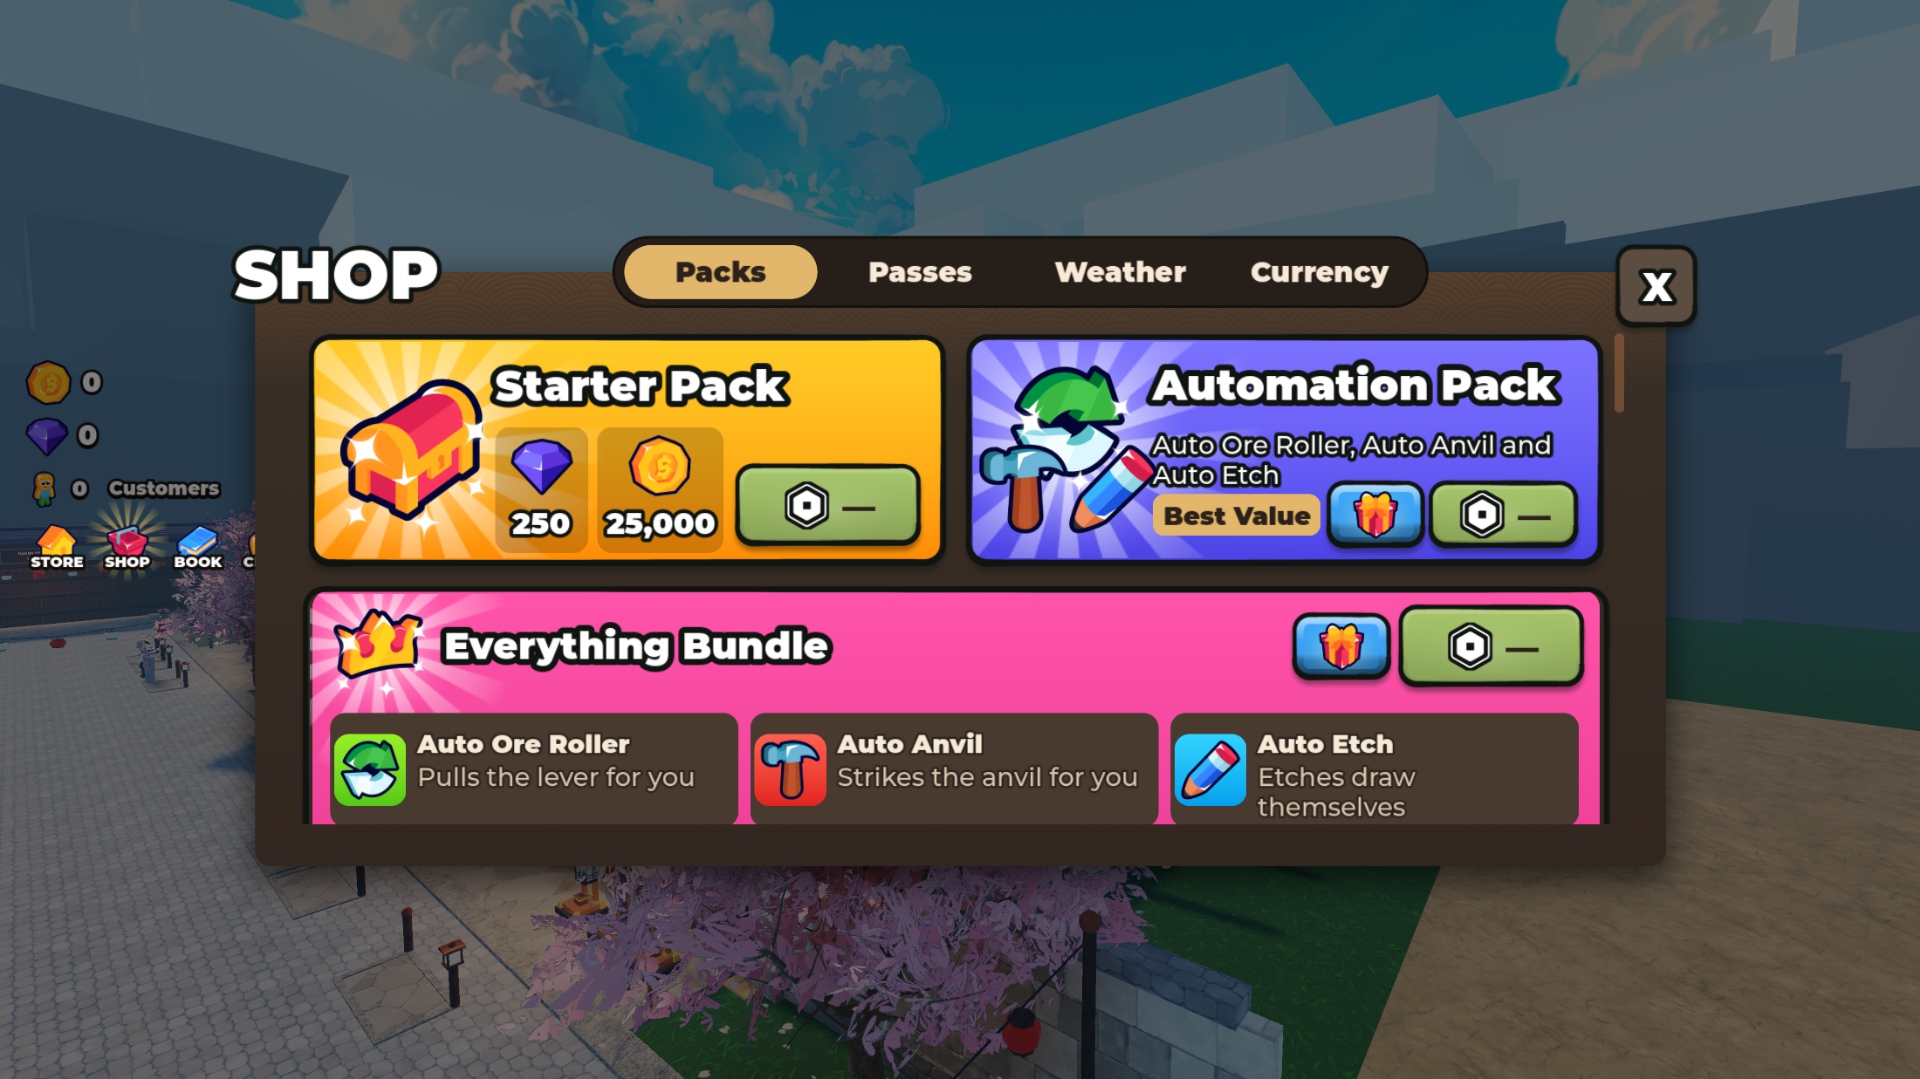 SHOP
Packs
Passes
Weather
Currency
X
Starter Pack
250
25,000
—
Automation Pack
Auto Ore Roller, Auto Anvil and
Auto Etch
Best Value
—
0
0
0 Customers
STORE
SHOP
BOOK
Everything Bundle
—
Auto Ore Roller
Pulls the lever for you
Auto Anvil
Strikes the anvil for you
Auto Etch
Etches draw
themselves